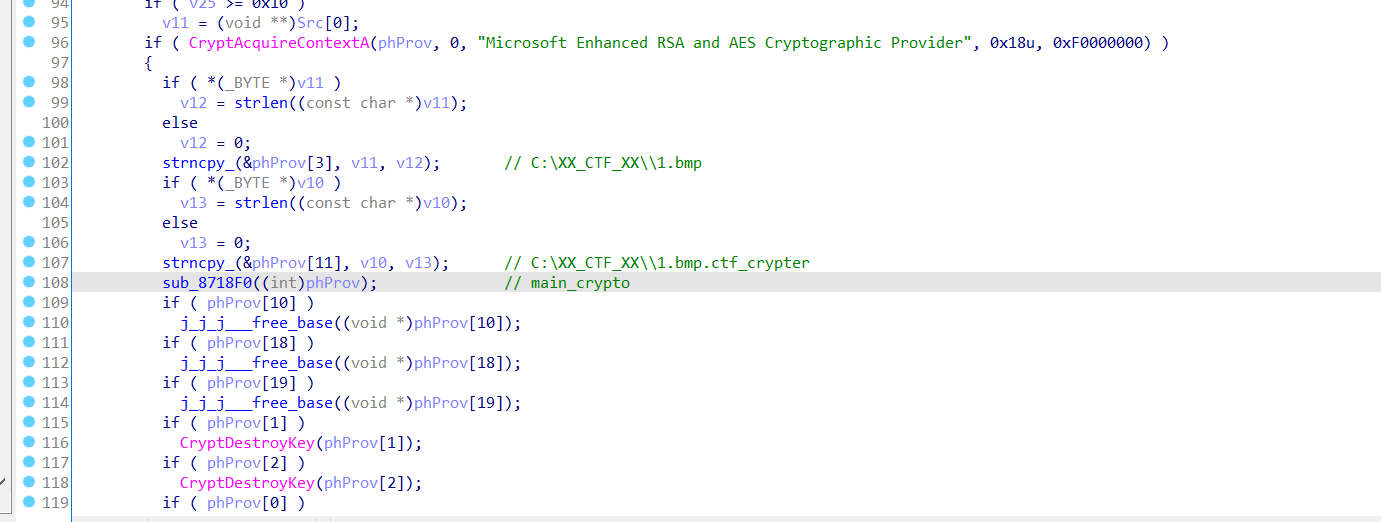 94 if ( v25 >= 0x10 )
95 v11 = (void **)Src[0];
96 if ( CryptAcquireContextA(phProv, 0, "Microsoft Enhanced RSA and AES Cryptographic Provider", 0x18u, 0xF0000000) )
97 {
98 if ( *(_BYTE *)v11 )
99 v12 = strlen((const char *)v11);
100 else
101 v12 = 0;
102 strncpy_(&phProv[3], v11, v12); // C:\XX_CTF_XX\\1.bmp
103 if ( *(_BYTE *)v10 )
104 v13 = strlen((const char *)v10);
105 else
106 v13 = 0;
107 strncpy_(&phProv[11], v10, v13); // C:\XX_CTF_XX\\1.bmp.ctf_crypter
108 sub_8718F0((int)phProv); // main_crypto
109 if ( phProv[10] )
110 j_j_j___free_base((void *)phProv[10]);
111 if ( phProv[18] )
112 j_j_j___free_base((void *)phProv[18]);
113 if ( phProv[19] )
114 j_j_j___free_base((void *)phProv[19]);
115 if ( phProv[1] )
116 CryptDestroyKey(phProv[1]);
117 if ( phProv[2] )
118 CryptDestroyKey(phProv[2]);
119 if ( phProv[0] )